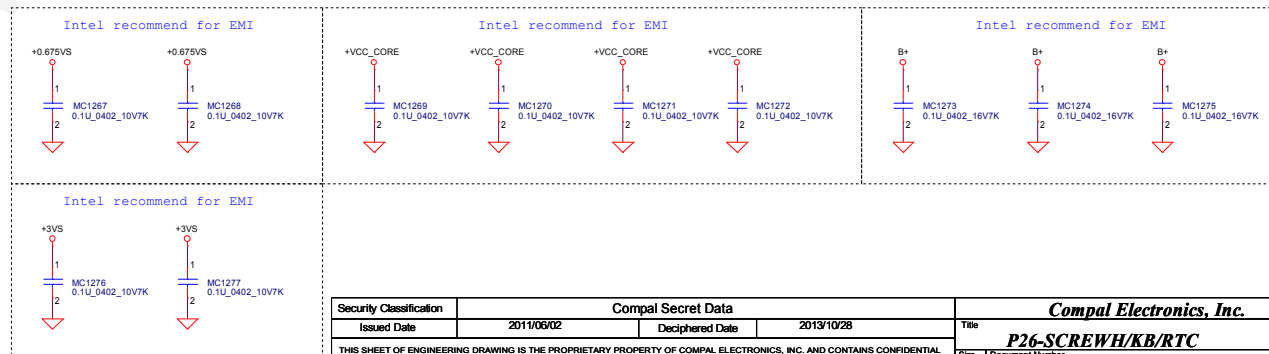 Intel recommend for EMI
Intel recommend for EMI
Intel recommend for EMI
+0.675VS +0.675VS +VCC_CORE +VCC_CORE +VCC_CORE +VCC_CORE B+ B+ B+
1 1 1 1 1 1 1 1 1
MC1267 MC1268 MC1269 MC1270 MC1271 MC1272 MC1273 MC1274 MC1275
0.1U_0402_10V7K 0.1U_0402_10V7K 0.1U_0402_10V7K 0.1U_0402_10V7K 0.1U_0402_10V7K 0.1U_0402_10V7K 0.1U_0402_16V7K 0.1U_0402_16V7K 0.1U_0402_16V7K
2 2 2 2 2 2 2 2 2
Intel recommend for EMI
+3VS +3VS
1 1
MC1276 MC1277
0.1U_0402_10V7K 0.1U_0402_10V7K
2 2
Security Classification Compal Secret Data Compal Electronics, Inc.
Issued Date 2011/06/02 Deciphered Date 2013/10/28 Title
P26-SCREWH/KB/RTC
THIS SHEET OF ENGINEERING DRAWING IS THE PROPRIETARY PROPERTY OF COMPAL ELECTRONICS, INC. AND CONTAINS CONFIDENTIAL
Size Document Number